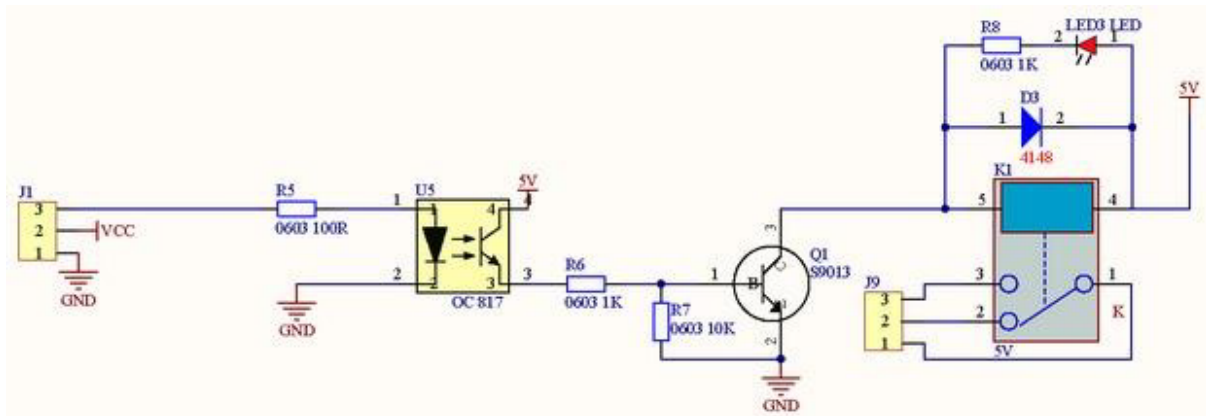 R8
0603 1K
2
LED3 LED
1
D3
1
2
4148
5V
K1
5
4
3
2
1
K
5V
J9
3
2
1
J1
3
2
1
VCC
GND
R5
0603 100R
U5
1
1
2
2
GND
5V
4
4
3
3
OC 817
R6
0603 1K
R7
0603 10K
1
B
3
C
2
Q1
S9013
GND